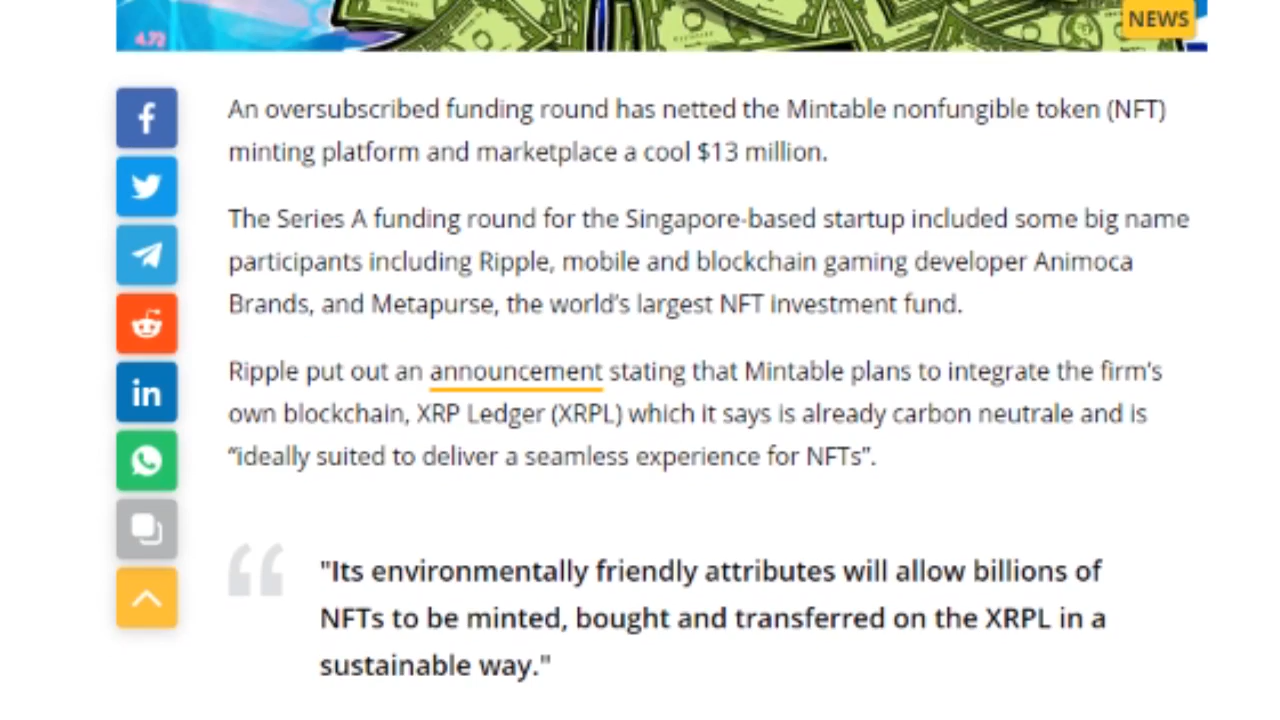 4.72
NEWS
An oversubscribed funding round has netted the Mintable nonfungible token (NFT)
minting platform and marketplace a cool $13 million.
The Series A funding round for the Singapore-based startup included some big name
participants including Ripple, mobile and blockchain gaming developer Animoca
Brands, and Metapurse, the world's largest NFT investment fund.
Ripple put out an announcement stating that Mintable plans to integrate the firm's
own blockchain, XRP Ledger (XRPL) which it says is already carbon neutrale and is
“ideally suited to deliver a seamless experience for NFTs”.
"Its environmentally friendly attributes will allow billions of
NFTs to be minted, bought and transferred on the XRPL in a
sustainable way."